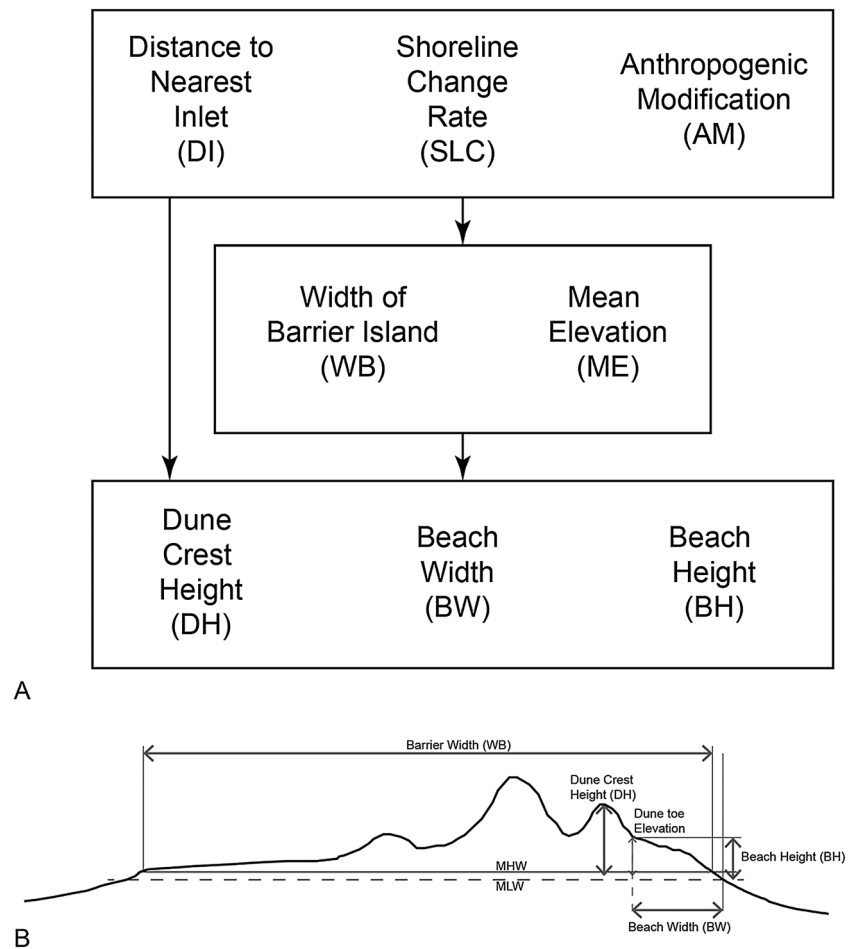 Distance to
Nearest
Inlet
(DI)
Shoreline
Change
Rate
(SLC)
Anthropogenic
Modification
(AM)
Width of
Barrier Island
(WB)
Mean
Elevation
(ME)
Dune
Crest
Height
(DH)
Beach
Width
(BW)
Beach
Height
(BH)
A
Barrier Width (WB)
Dune Crest
Height (DH)
Dune toe
Elevation
Beach Height (BH)
MHW
MLW
Beach Width (BW)
B